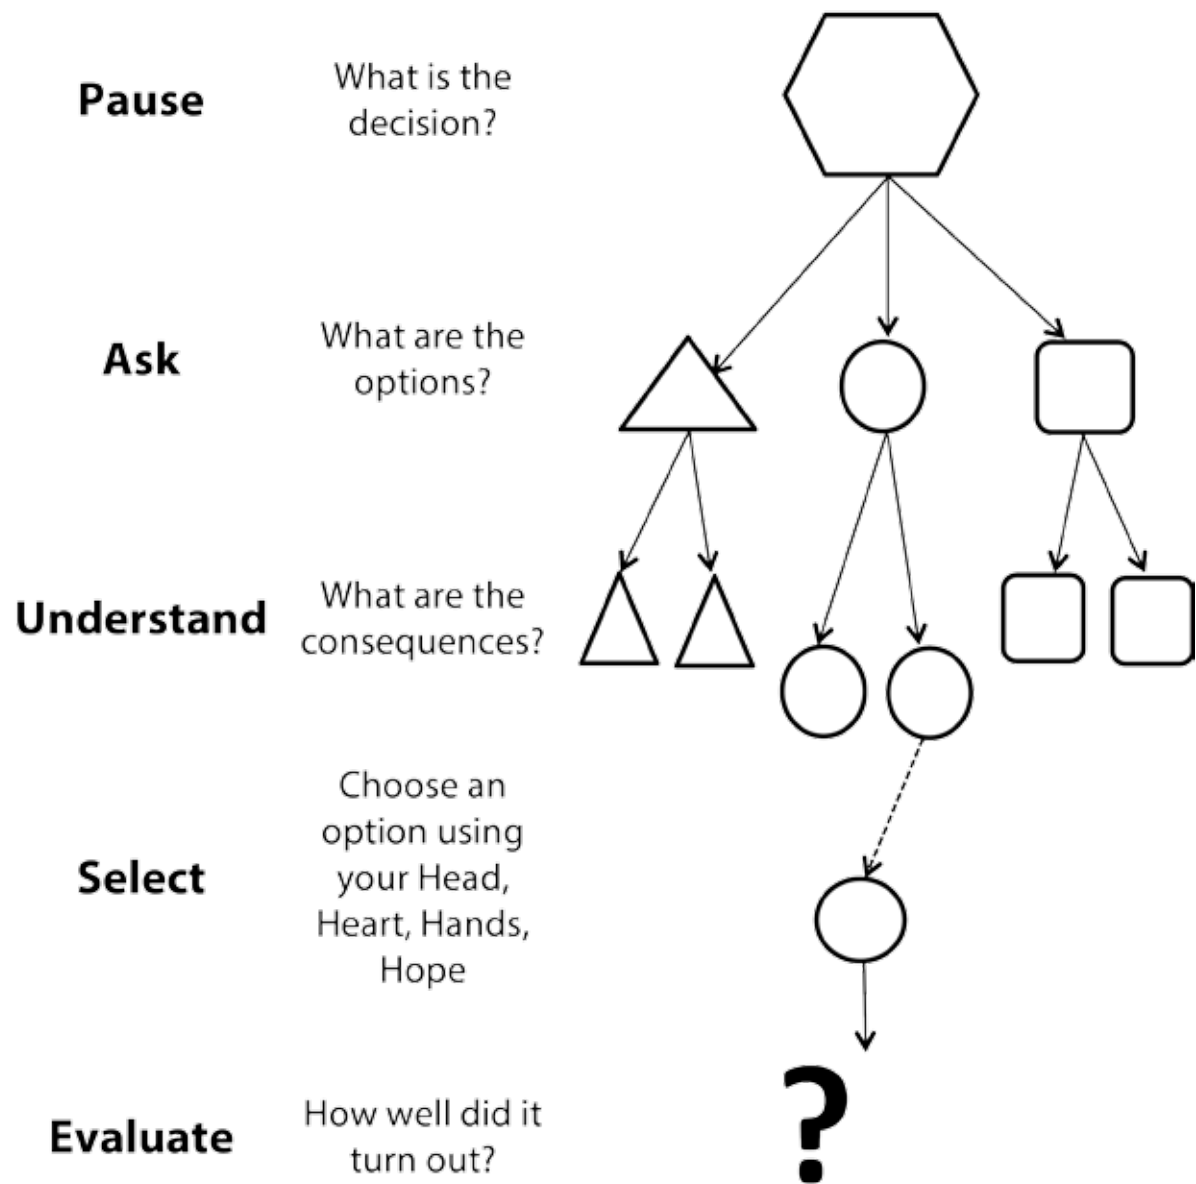 Pause
What is the
decision?
Ask
What are the
options?
Understand
What are the
consequences?
Select
Choose an
option using
your Head,
Heart, Hands,
Hope
Evaluate
How well did it
turn out?
?